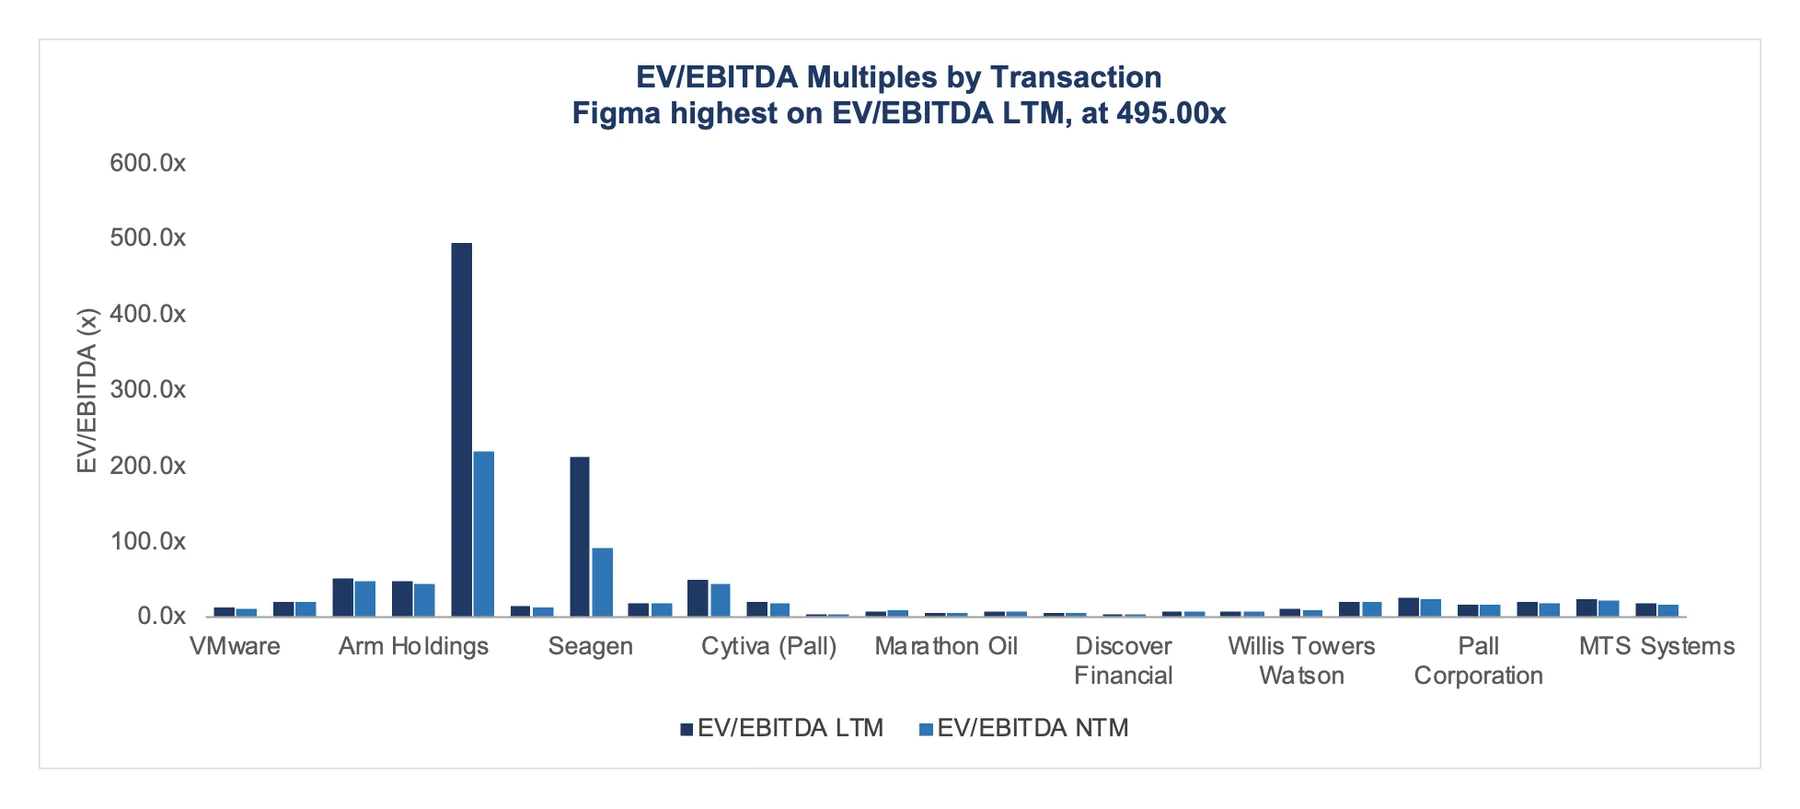 EV/EBITDA Multiples by Transaction
Figma highest on EV/EBITDA LTM, at 495.00x
600.0x
500.0x
400.0x
300.0x
200.0x
100.0x
0.0x
EV/EBITDA (x)
VMware
Arm Holdings
Seagen
Cytiva (Pall)
Marathon Oil
Discover
Financial
Willis Towers
Watson
Pall
Corporation
MTS Systems
EV/EBITDA LTM
EV/EBITDA NTM